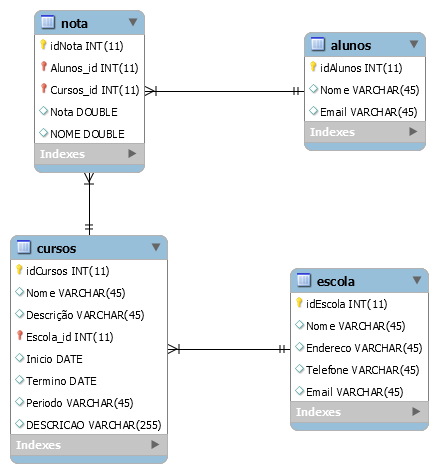 nota
idNota INT(11)
Alunos_id INT(11)
Cursos_id INT(11)
Nota DOUBLE
NOME DOUBLE
Indexes
alunos
idAlunos INT(11)
Nome VARCHAR(45)
Email VARCHAR(45)
Indexes
cursos
idCursos INT(11)
Nome VARCHAR(45)
Descrição VARCHAR(45)
Escola_id INT(11)
Inicio DATE
Termino DATE
Periodo VARCHAR(45)
DESCRICAO VARCHAR(255)
Indexes
escola
idEscola INT(11)
Nome VARCHAR(45)
Endereco VARCHAR(45)
Telefone VARCHAR(45)
Email VARCHAR(45)
Indexes